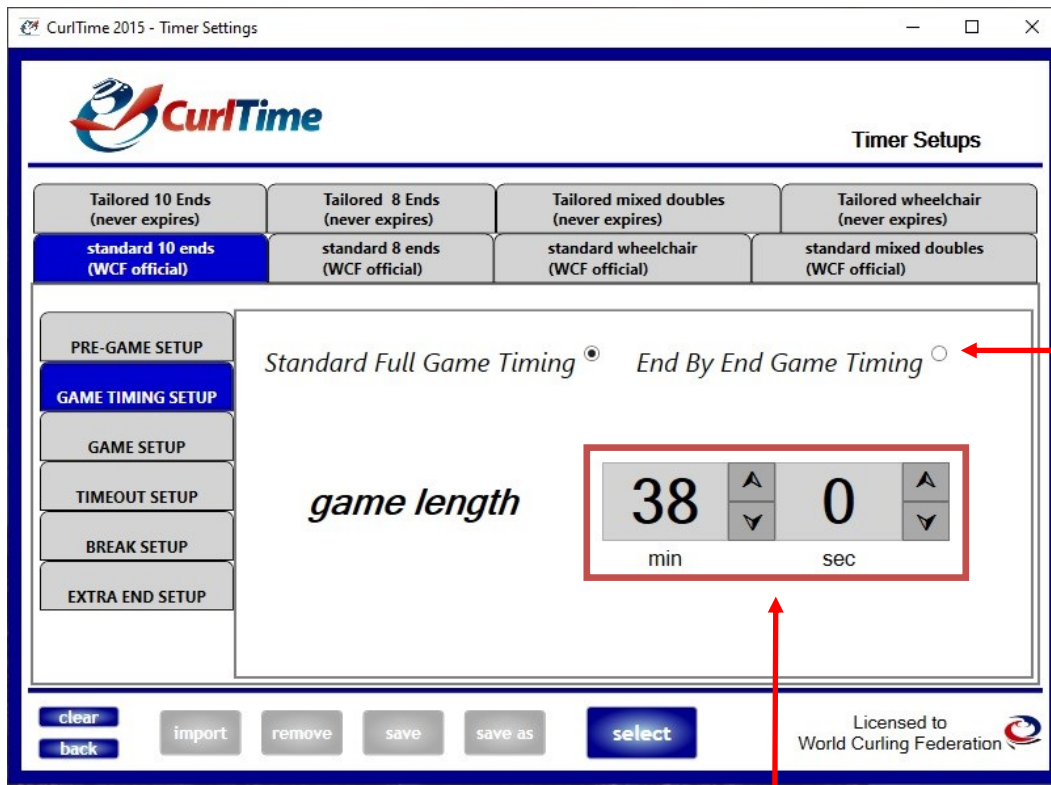 CurlTime 2015 - Timer Settings
CurlTime
Timer Setups
Tailored 10 Ends
(never expires)
Tailored 8 Ends
(never expires)
Tailored mixed doubles
(never expires)
Tailored wheelchair
(never expires)
standard 10 ends
(WCF official)
standard 8 ends
(WCF official)
standard wheelchair
(WCF official)
standard mixed doubles
(WCF official)
PRE-GAME SETUP
GAME TIMING SETUP
GAME SETUP
TIMEOUT SETUP
BREAK SETUP
EXTRA END SETUP
Standard Full Game Timing
End By End Game Timing
game length
38
0
min
sec
clear
back
import
remove
save
save as
select
Licensed to
World Curling Federation